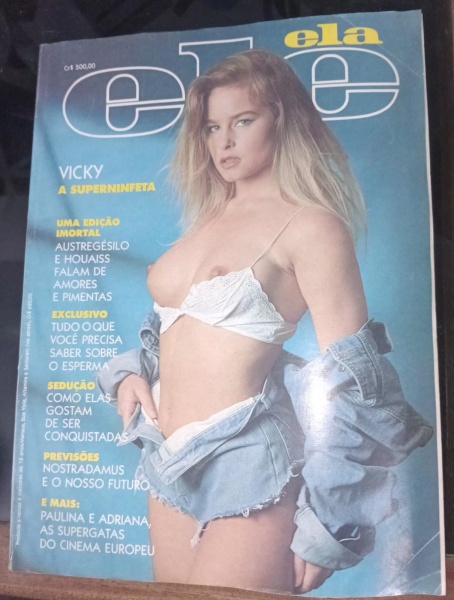 ela
ele
Cr$ 500,00
VICKY
A SUPERNINFETA
UMA EDIÇÃO
IMORTAL
AUSTREGÉSILO
E HOUAISS
FALAM DE
AMORES
E PIMENTAS
EXCLUSIVO
TUDO O QUE
VOCÊ PRECISA
SABER SOBRE
O ESPERMA
SEDUÇÃO
COMO ELAS
GOSTAM
DE SER
CONQUISTADAS
PREVISÕES
NOSTRADAMUS
E O NOSSO FUTURO
E MAIS:
PAULINA E ADRIANA,
AS SUPERGATAS
DO CINEMA EUROPEU